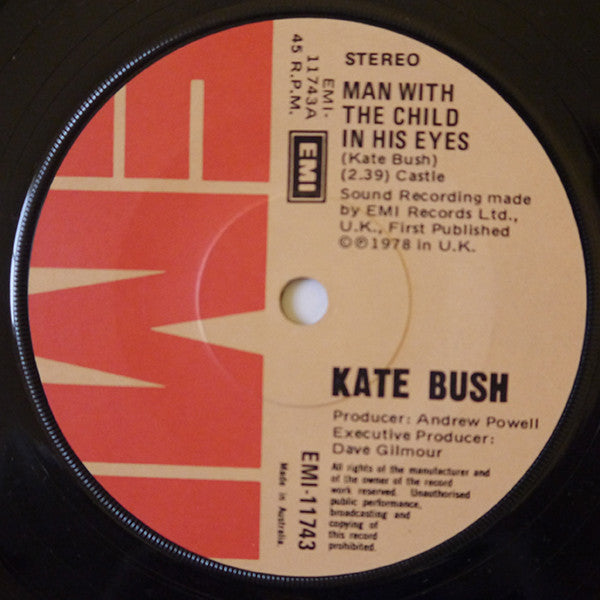 EMI
STEREO
EMI-
11743A
45 R.P.M.
EMI
MAN WITH
THE CHILD
IN HIS EYES
(Kate Bush)
(2.39) Castle
Sound Recording made
by EMI Records Ltd.,
U.K., First Published
©℗1978 in U.K.
KATE BUSH
Producer: Andrew Powell
Executive Producer:
Dave Gilmour
EMI-11743
Made in Australia.
All rights of the manufacturer and
of the owner of the record
work reserved. Unauthorised
public performance,
broadcasting and
copying of
this record
prohibited.